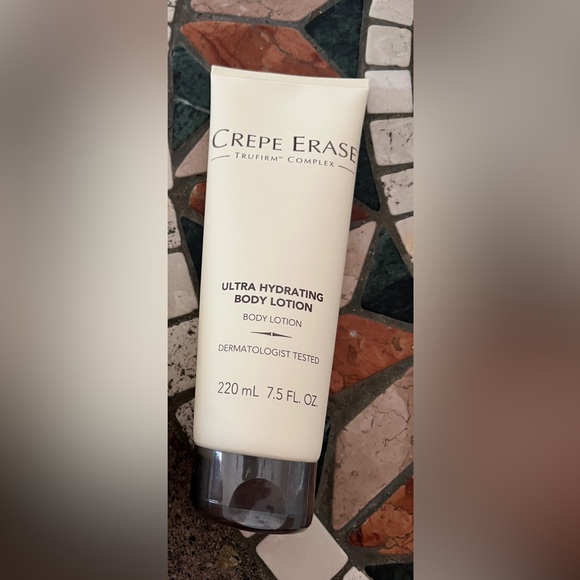 CREPE ERASE
TRUFIRM™ COMPLEX
ULTRA HYDRATING
BODY LOTION
BODY LOTION
DERMATOLOGIST TESTED
220 mL 7.5 FL. OZ.